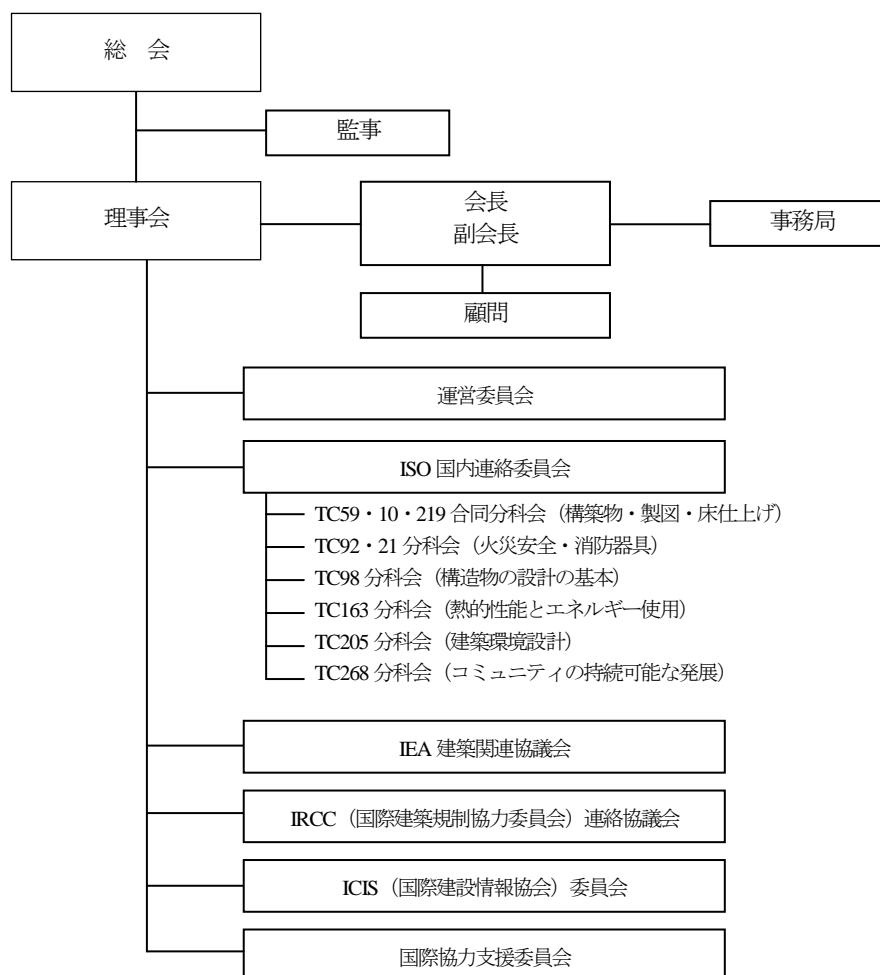 総　会
監事
理事会
会長
副会長
事務局
顧問
運営委員会
ISO 国内連絡委員会
TC59・10・219 合同分科会（構築物・製図・床仕上げ）
TC92・21 分科会（火災安全・消防器具）
TC98 分科会（構造物の設計の基本）
TC163 分科会（熱的性能とエネルギー使用）
TC205 分科会（建築環境設計）
TC268 分科会（コミュニティの持続可能な発展）
IEA 建築関連協議会
IRCC（国際建築規制協力委員会）連絡協議会
ICIS（国際建設情報協会）委員会
国際協力支援委員会